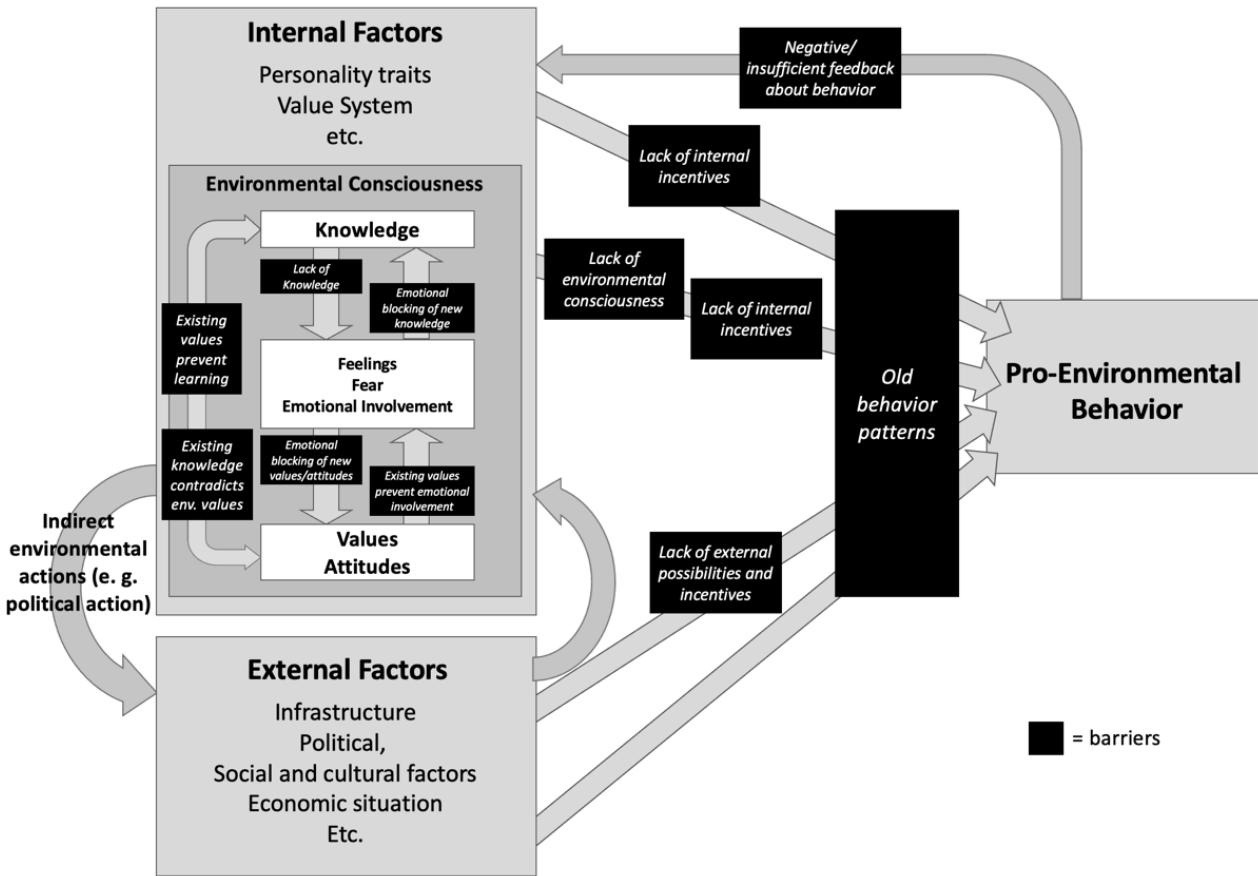 Internal Factors
Personality traits
Value System
etc.
Environmental Consciousness
Knowledge
Lack of
Knowledge
Emotional
blocking of new
knowledge
Existing
values
prevent
learning
Feelings
Fear
Emotional Involvement
Existing
knowledge
contradicts
env. values
Emotional
blocking of new
values/attitudes
Existing values
prevent emotional
involvement
Values
Attitudes
Indirect
environmental
actions (e. g.
political action)
External Factors
Infrastructure
Political,
Social and cultural factors
Economic situation
Etc.
Negative/
insufficient feedback
about behavior
Lack of internal
incentives
Lack of
environmental
consciousness
Lack of internal
incentives
Lack of external
possibilities and
incentives
Old
behavior
patterns
Pro-Environmental
Behavior
= barriers